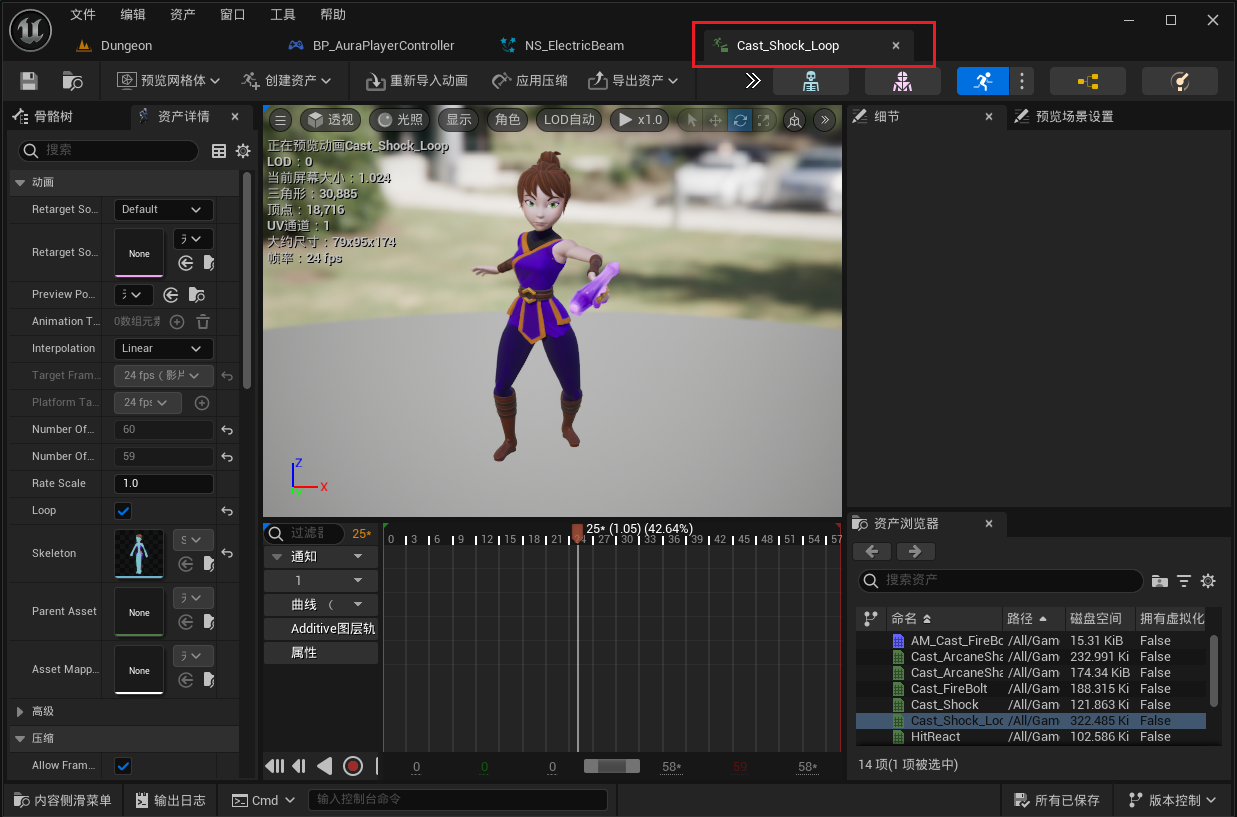 文件 编辑 资产 窗口 工具 帮助
Dungeon BP_AuraPlayerController NS_ElectricBeam Cast_Shock_Loop
预览网格体 创建资产 重新导入动画 应用压缩 导出资产
骨骼树 资产详情
搜索
动画
Retarget So... Default
Retarget So... None
Preview Po...
Animation T... 0数组元素
Interpolation Linear
Target Fram... 24 fps（影片
Platform Ta... 24 fps
Number Of... 60
Number Of... 59
Rate Scale 1.0
Loop
Skeleton S
Parent Asset None
Asset Mapp... None
高级
压缩
Allow Fram...
透视 光照 显示 角色 LOD自动 x1.0
正在预览动画Cast_Shock_Loop
LOD：0
当前屏幕大小：1.024
三角形：30,885
顶点：18,716
UV通道：1
大约尺寸：79x95x174
帧率：24 fps
Z
X
Y
过滤器 25*
25* (1.05) (42.64%)
0 3 6 9 12 15 18 21 24 27 30 33 36 39 42 45 48 51 54 57
通知
1
曲线 （
Additive图层轨
属性
0 0 0 58* 59 58*
细节 预览场景设置
资产浏览器
搜索资产
命名 路径 磁盘空间 拥有虚拟化
AM_Cast_FireBo /All/Gam 15.31 KiB False
Cast_ArcaneSha /All/Gam 232.991 Ki False
Cast_ArcaneSha /All/Gam 174.34 KiB False
Cast_FireBolt /All/Gam 188.315 Ki False
Cast_Shock /All/Gam 121.863 Ki False
Cast_Shock_Loo /All/Gam 322.485 Ki False
HitReact /All/Gam 102.586 Ki False
14 项(1 项被选中)
内容侧滑菜单 输出日志 Cmd 输入控制台命令 所有已保存 版本控制